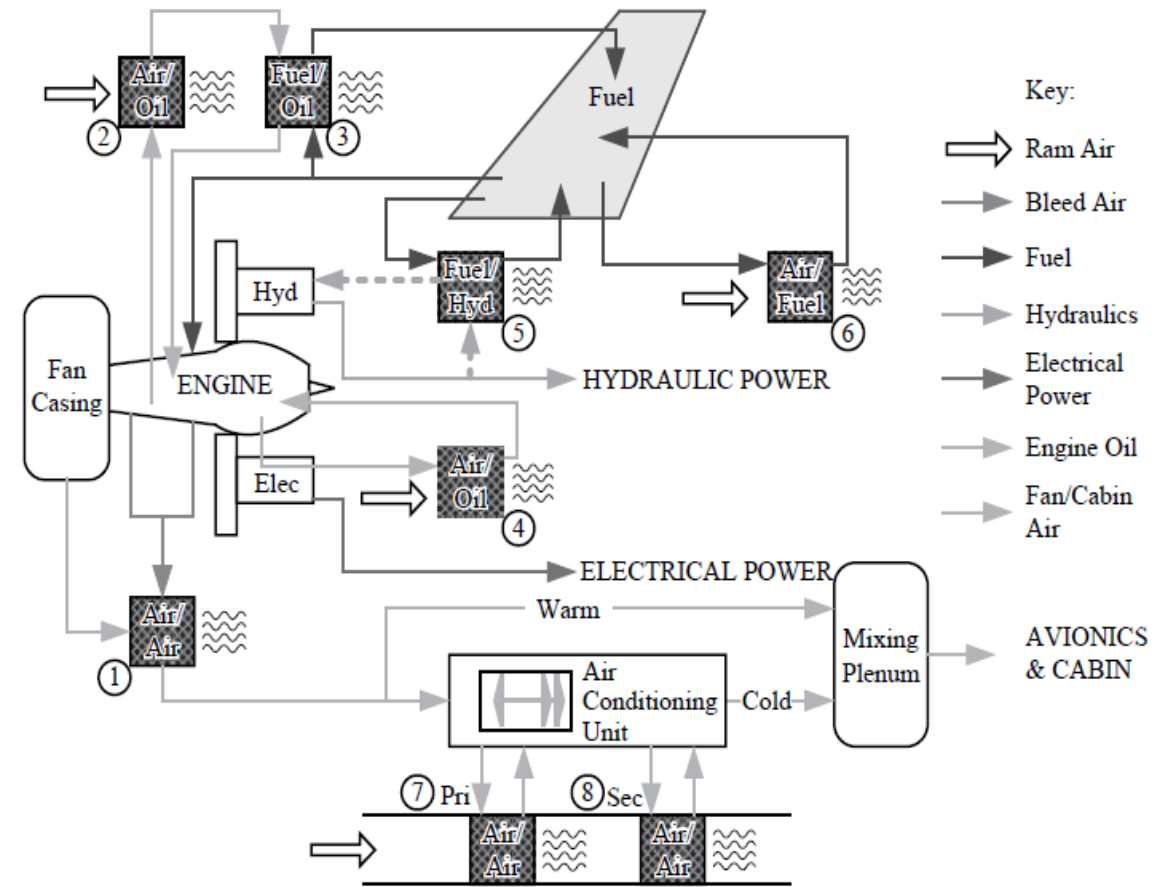 Air/
Oil
2
Fuel/
Oil
3
Fuel
Key:
Ram Air
Bleed Air
Fuel
Hydraulics
Electrical
Power
Engine Oil
Fan/Cabin
Air
Hyd
Fuel/
Hyd
5
Air/
Fuel
6
Fan
Casing
ENGINE
HYDRAULIC POWER
Elec
Air/
Oil
4
ELECTRICAL POWER
Air/
Air
1
Warm
Mixing
Plenum
AVIONICS
& CABIN
Air
Conditioning
Unit
Cold
7 Pri
8 Sec
Air/
Air
Air/
Air